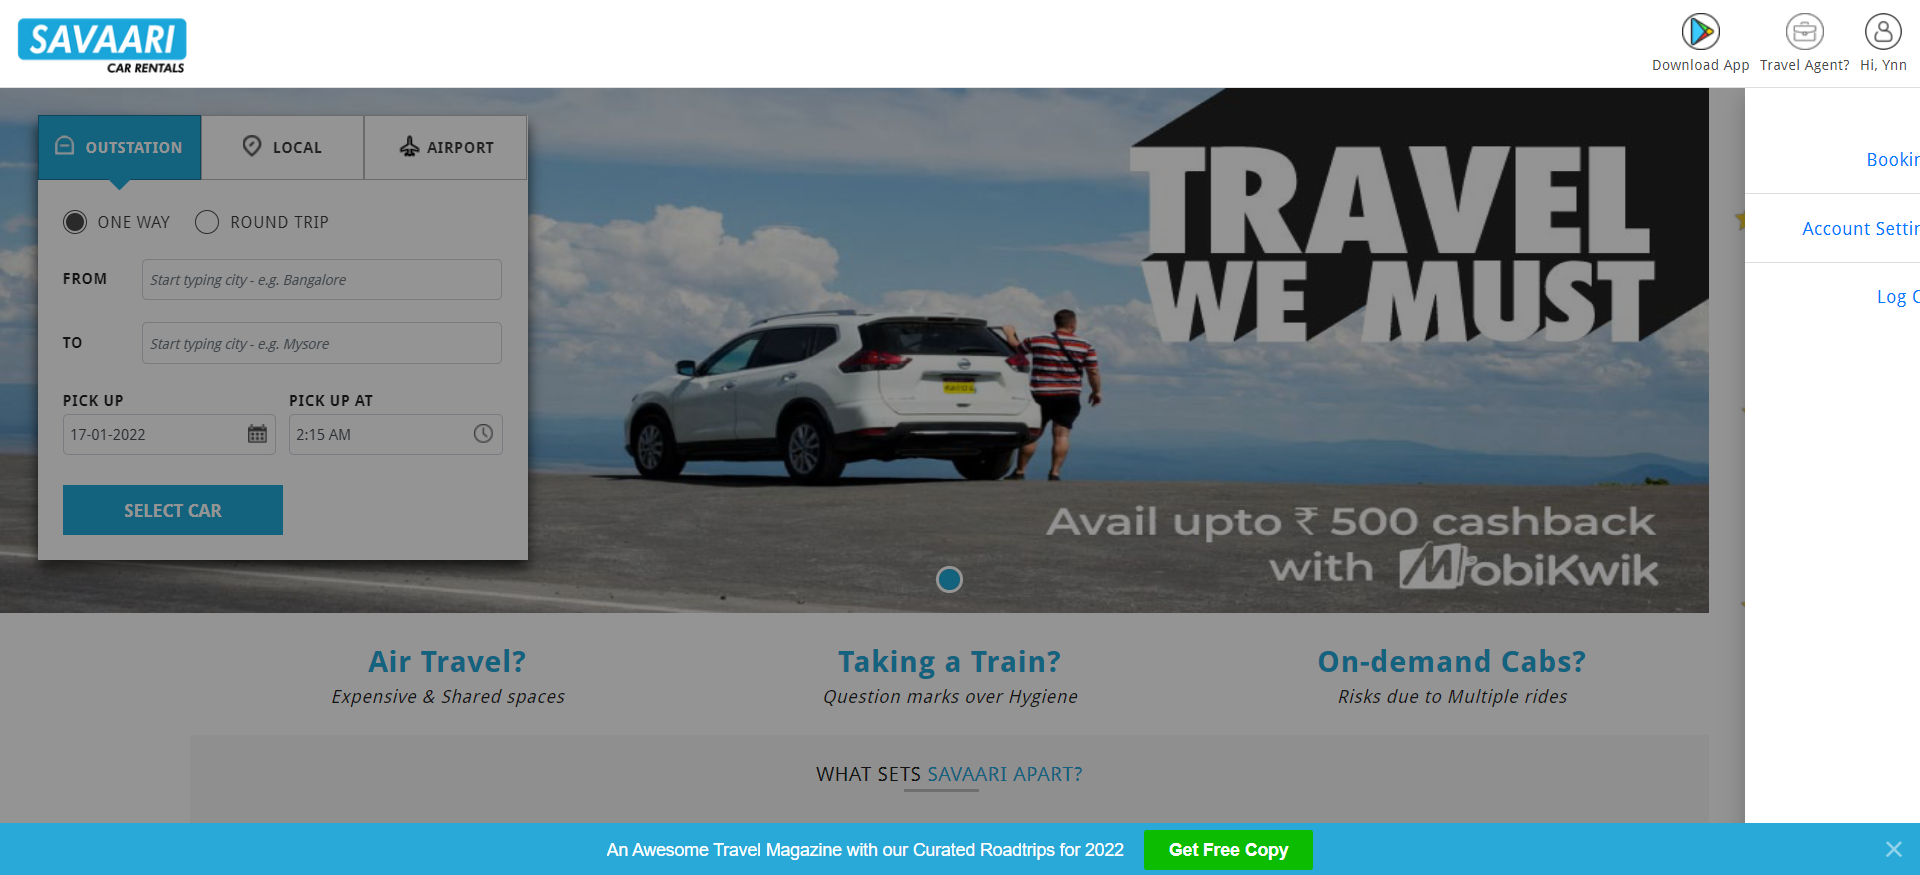 SAVAARI
CAR RENTALS
Download App
Travel Agent?
Hi, Ynn
OUTSTATION
LOCAL
AIRPORT
ONE WAY
ROUND TRIP
FROM
Start typing city - e.g. Bangalore
TO
Start typing city - e.g. Mysore
PICK UP
PICK UP AT
17-01-2022
2:15 AM
SELECT CAR
TRAVEL
WE MUST
Avail upto ₹ 500 cashback
with MobiKwik
Bookin
Account Settin
Log O
Air Travel?
Expensive & Shared spaces
Taking a Train?
Question marks over Hygiene
On-demand Cabs?
Risks due to Multiple rides
WHAT SETS SAVAARI APART?
An Awesome Travel Magazine with our Curated Roadtrips for 2022
Get Free Copy